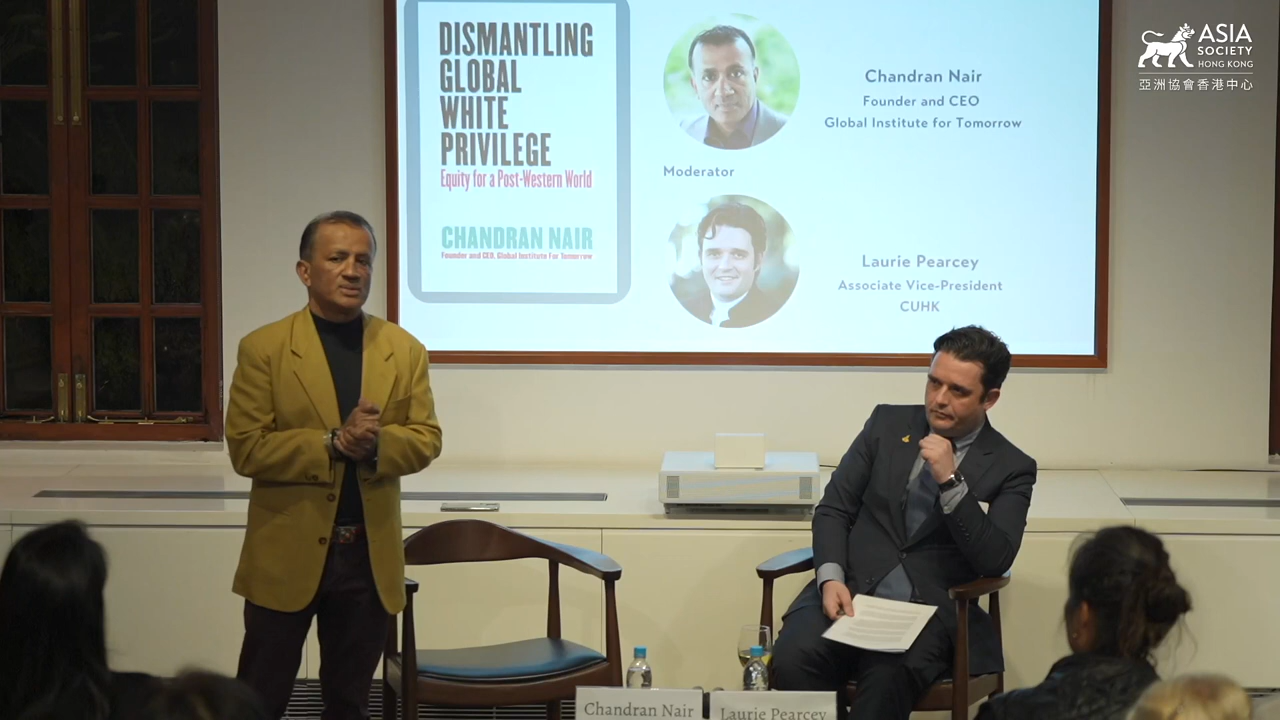 DISMANTLING
GLOBAL
WHITE
PRIVILEGE
Equity for a Post-Western World
CHANDRAN NAIR
Founder and CEO, Global Institute For Tomorrow
Chandran Nair
Founder and CEO
Global Institute for Tomorrow
Moderator
Laurie Pearcey
Associate Vice-President
CUHK
ASIA
SOCIETY
HONG KONG
亞洲協會香港中心
Chandran Nair
Laurie Pearcey